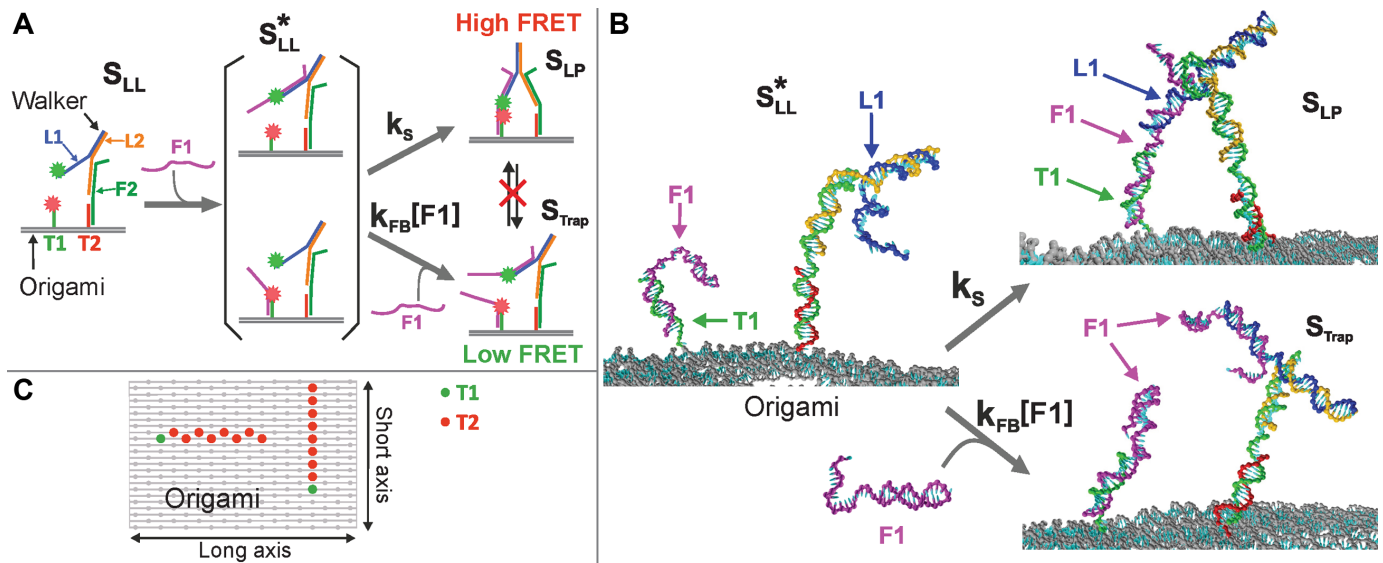 A
S*LL
High FRET
SLL
SLP
Walker
L1
L2
F1
kS
F2
STrap
kFB[F1]
T1
T2
F1
Origami
Low FRET
B
L1
S*LL
L1
SLP
F1
F1
T1
kS
T1
F1
STrap
Origami
kFB[F1]
F1
C
T1
T2
Short axis
Origami
Long axis